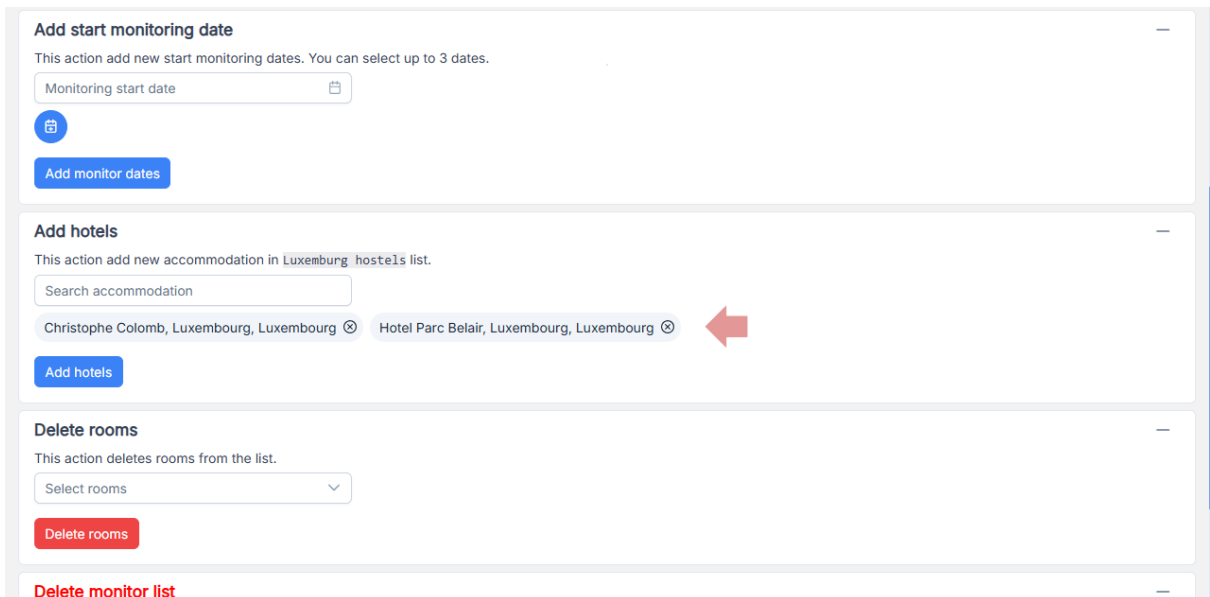 Add start monitoring date
This action add new start monitoring dates. You can select up to 3 dates.
Monitoring start date
Add monitor dates
Add hotels
This action add new accommodation in Luxemburg hostels list.
Search accommodation
Christophe Colomb, Luxembourg, Luxembourg Hotel Parc Belair, Luxembourg, Luxembourg
Add hotels
Delete rooms
This action deletes rooms from the list.
Select rooms
Delete rooms
Delete monitor list